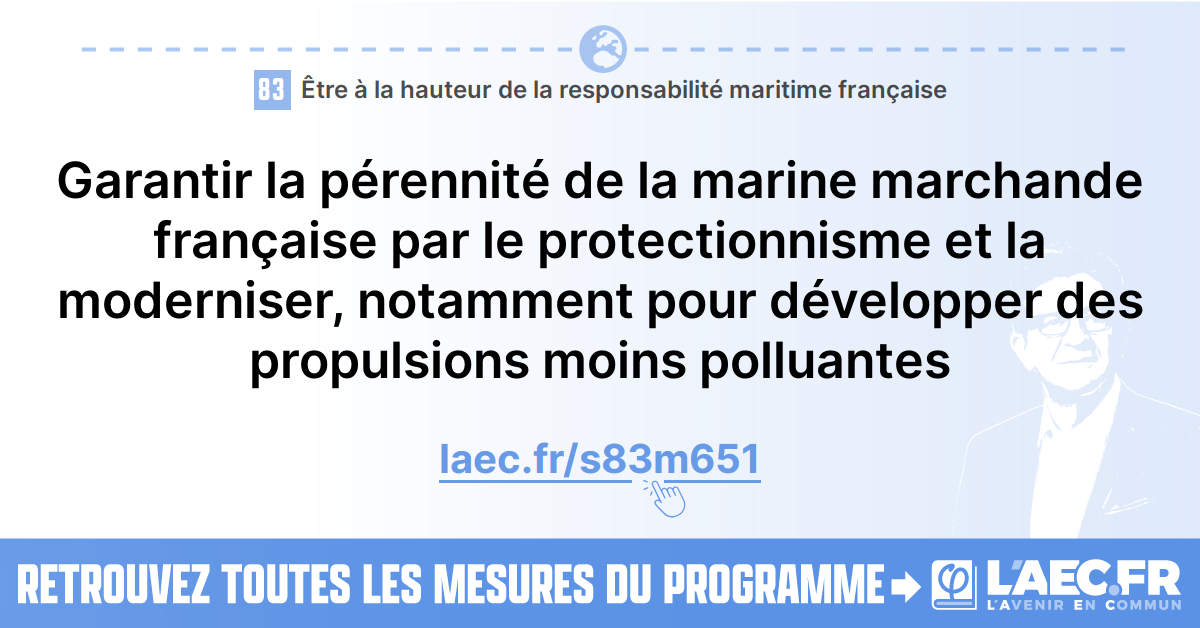 83 Être à la hauteur de la responsabilité maritime française
Garantir la pérennité de la marine marchande
française par le protectionnisme et la
moderniser, notamment pour développer des
propulsions moins polluantes
laec.fr/s83m651
RETROUVEZ TOUTES LES MESURES DU PROGRAMME
φ L'AEC.FR
L'AVENIR EN COMMUN